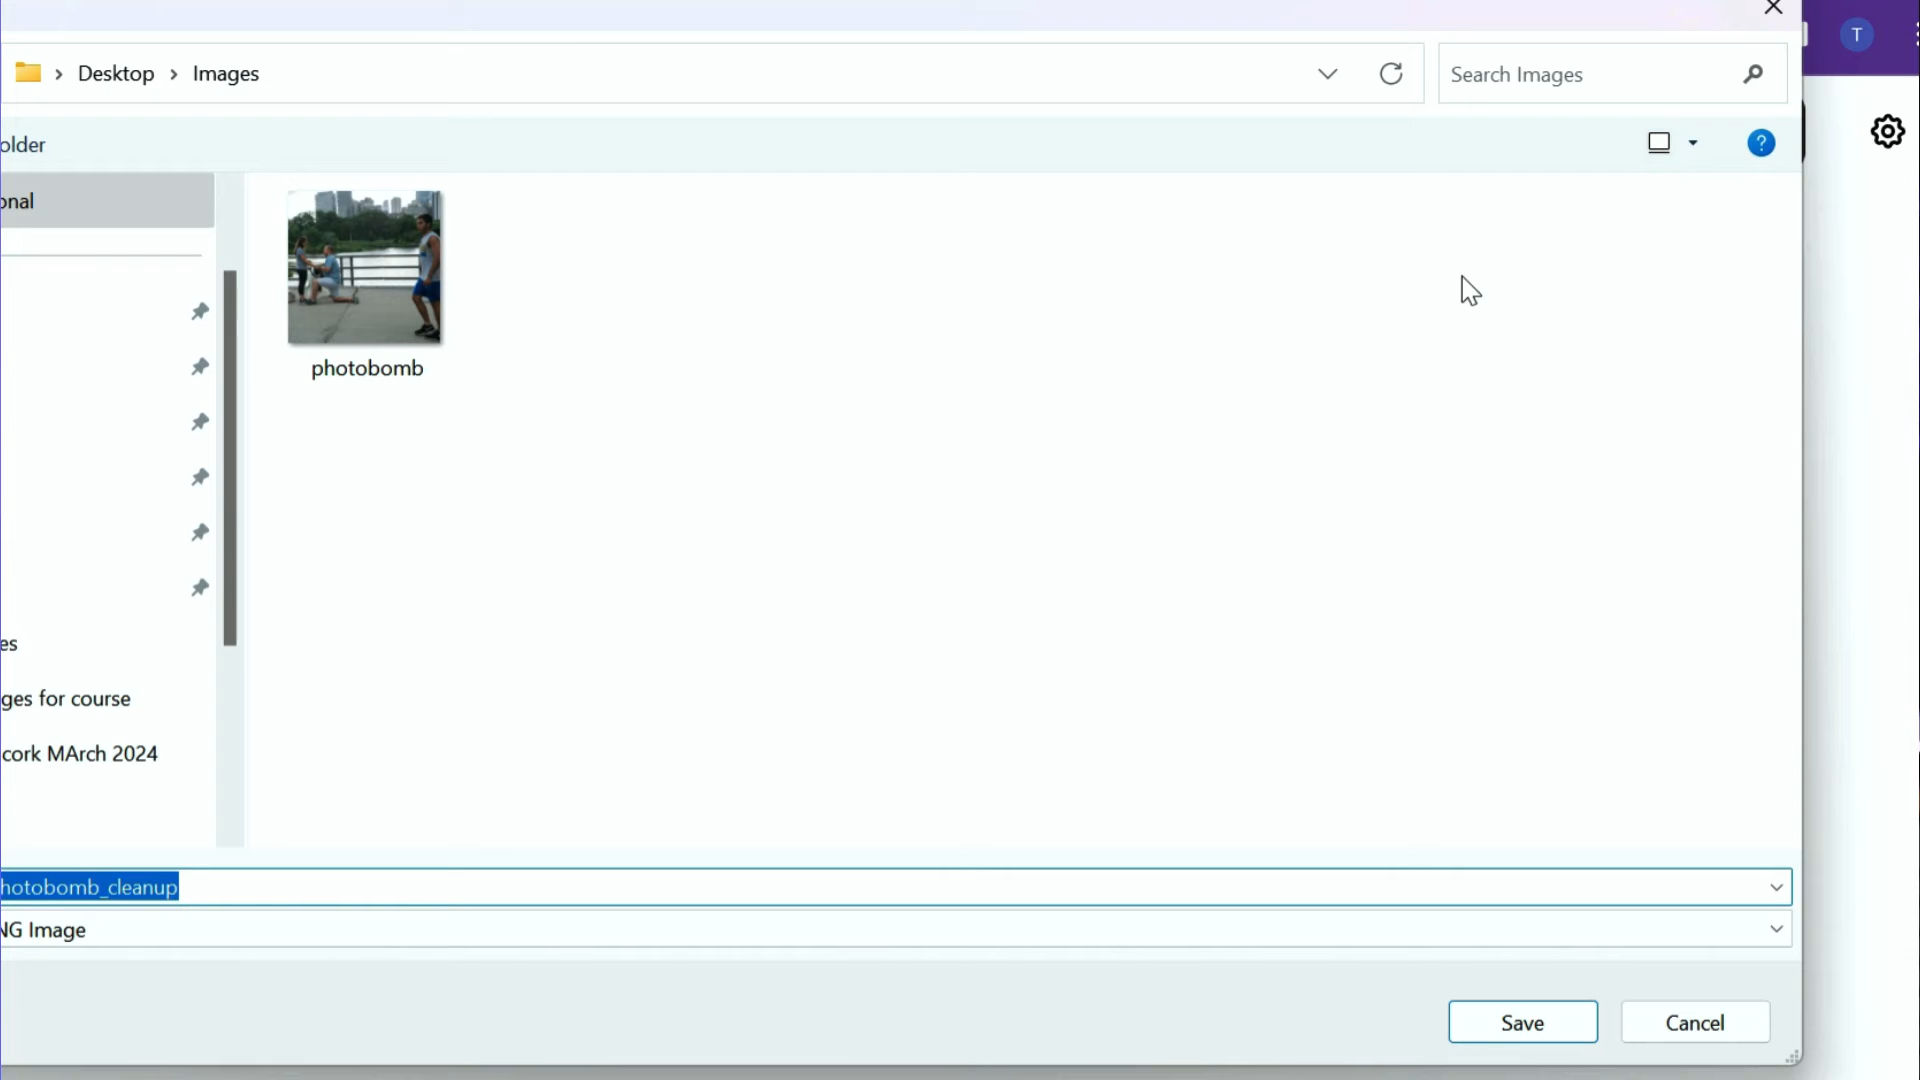 Desktop > Images
Search Images
T
older
?
onal
photobomb
es
ges for course
cork MArch 2024
hotobomb_cleanup
NG Image
Save
Cancel